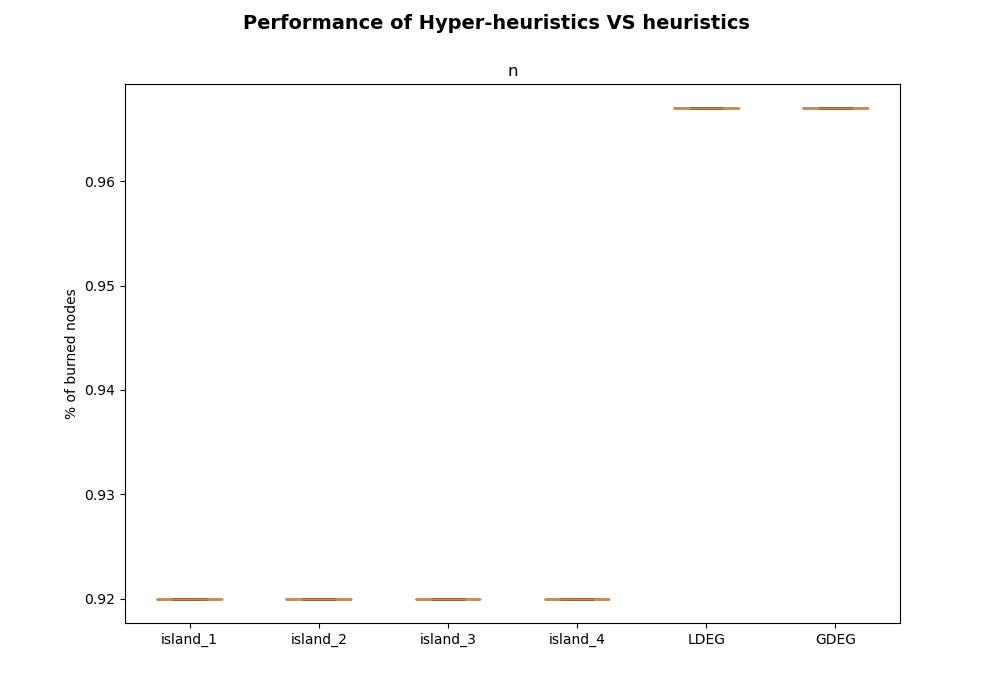 Performance of Hyper-heuristics VS heuristics
n
% of burned nodes
0.96
0.95
0.94
0.93
0.92
island_1
island_2
island_3
island_4
LDEG
GDEG